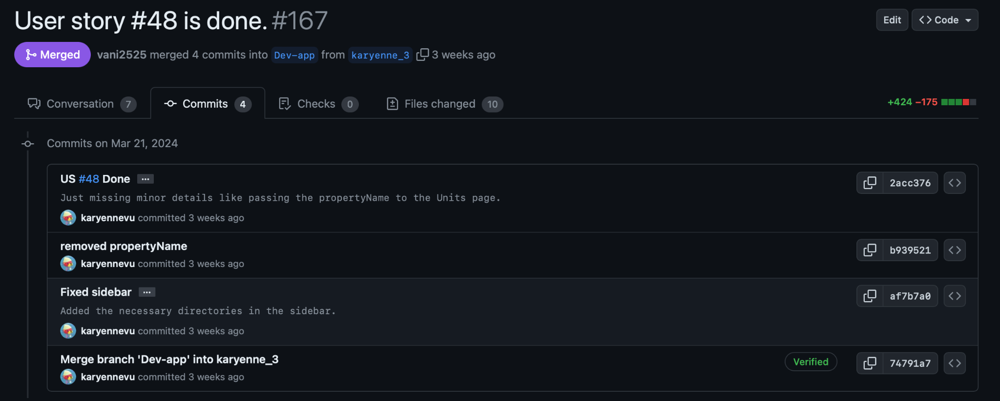 User story #48 is done. #167
Edit
Code
Merged
vani2525 merged 4 commits into Dev-app from karyenne_3 3 weeks ago
Conversation 7
Commits 4
Checks 0
Files changed 10
+424 −175
Commits on Mar 21, 2024
US #48 Done ...
2acc376
Just missing minor details like passing the propertyName to the Units page.
karyennevu committed 3 weeks ago
removed propertyName
b939521
karyennevu committed 3 weeks ago
Fixed sidebar ...
af7b7a0
Added the necessary directories in the sidebar.
karyennevu committed 3 weeks ago
Merge branch 'Dev-app' into karyenne_3
Verified
74791a7
karyennevu committed 3 weeks ago